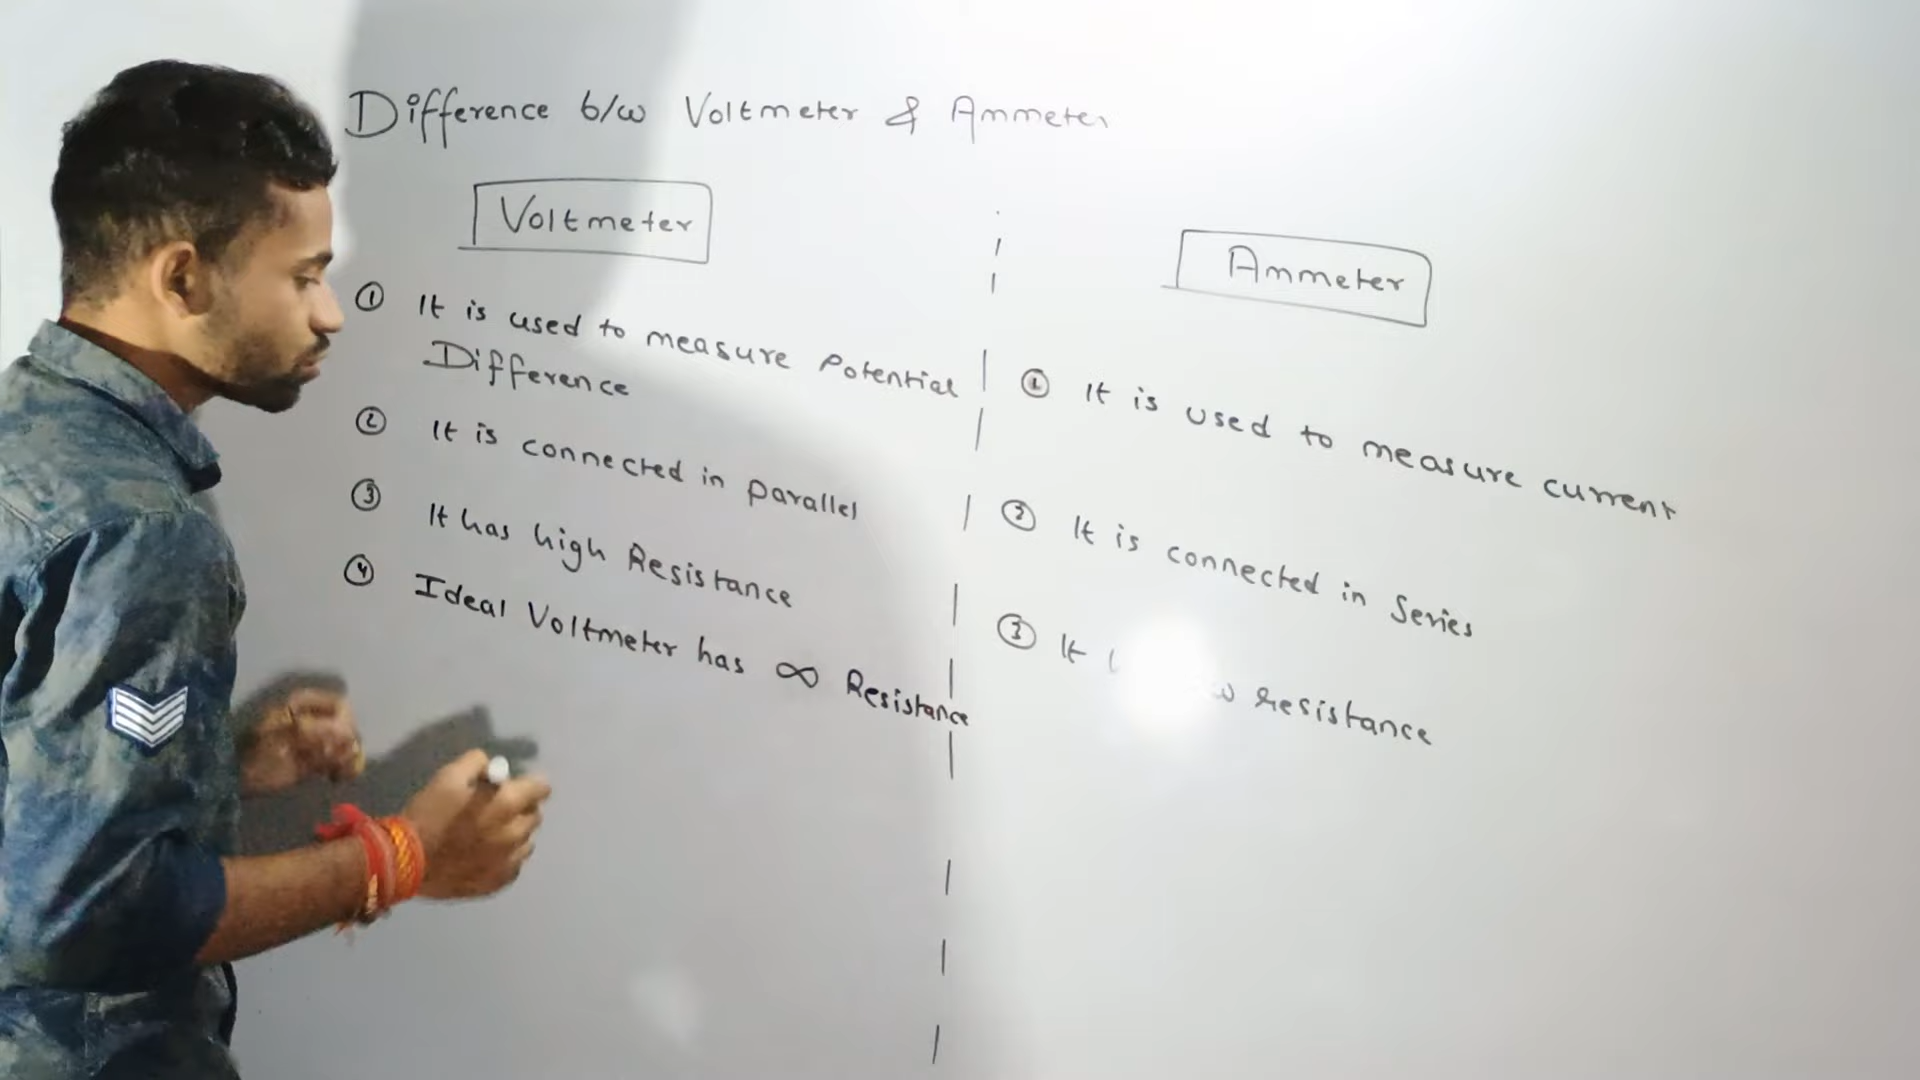 Difference b/w Voltmeter & Ammeter
Voltmeter
① It is used to measure Potential
Difference
② It is connected in parallel
③ It has high Resistance
④ Ideal Voltmeter has ∞ Resistance
Ammeter
① It is used to measure current
② It is connected in Series
③ It resistance